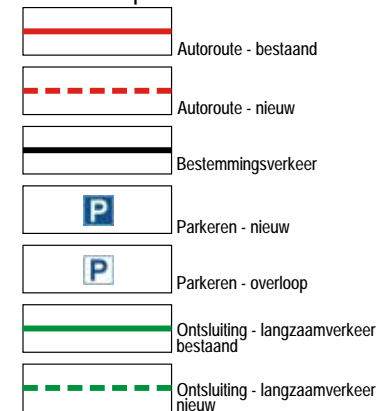 Autoroute - bestaand
Autoroute - nieuw
Bestemmingsverkeer
P
Parkeren - nieuw
P
Parkeren - overloop
Ontsluiting - langzaamverkeer
bestaand
Ontsluiting - langzaamverkeer
nieuw